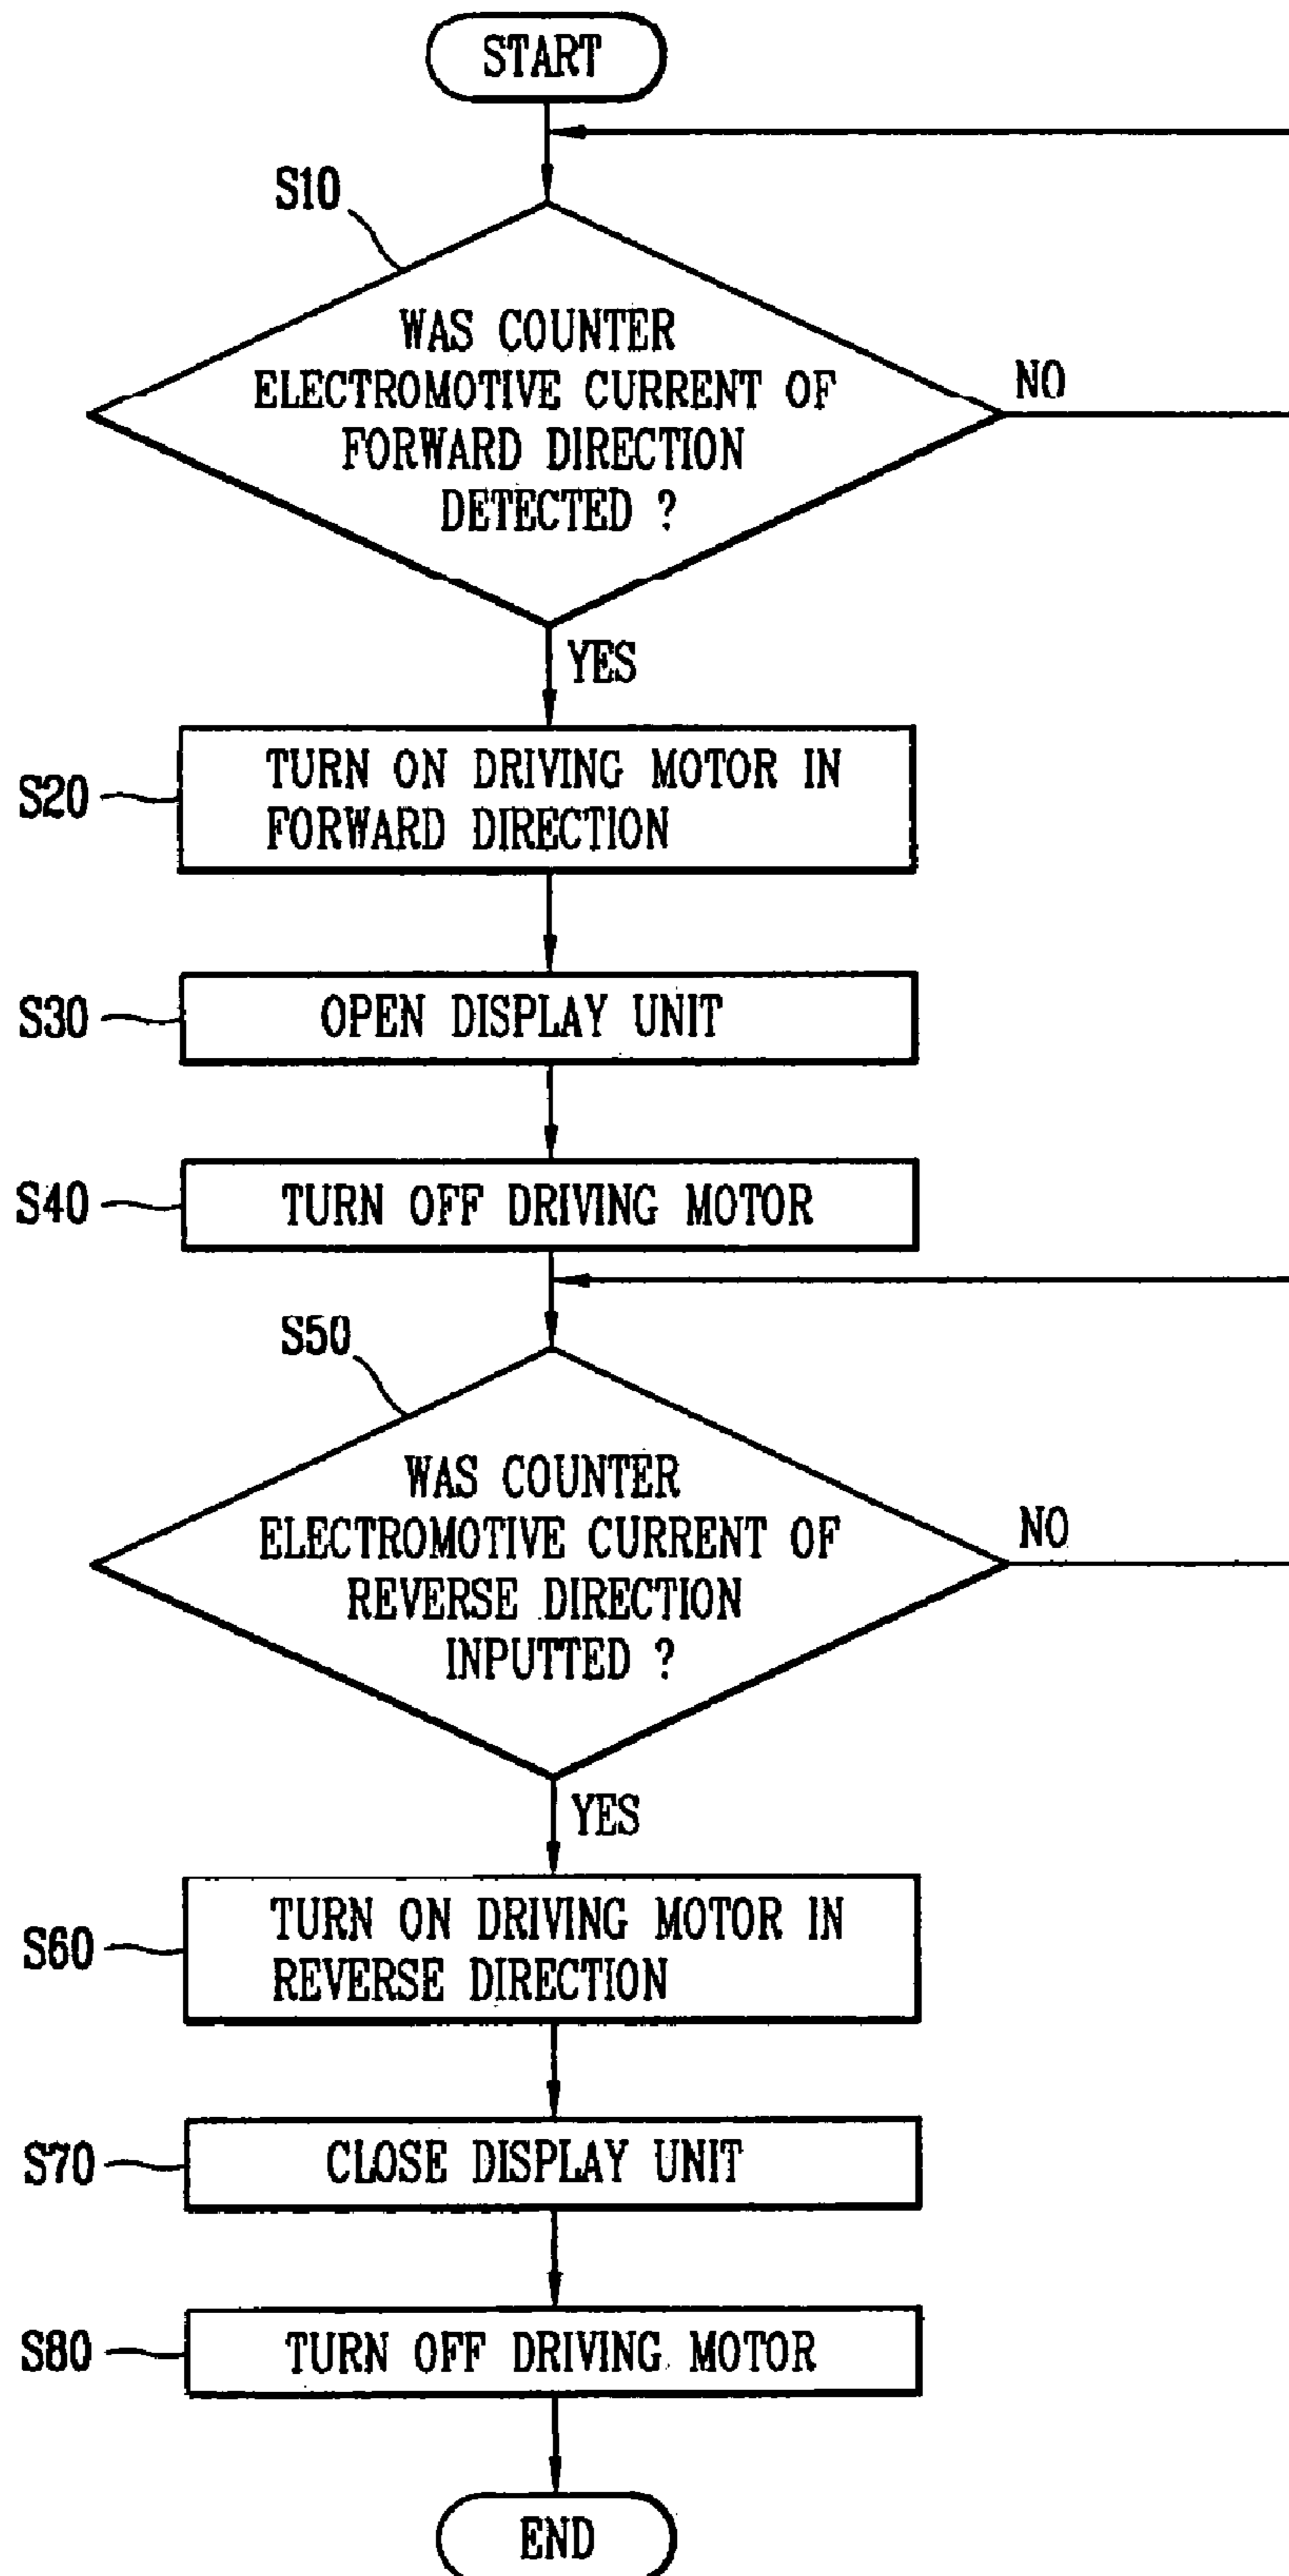 START
S10
WAS COUNTER
ELECTROMOTIVE CURRENT OF
FORWARD DIRECTION
DETECTED ?
NO
YES
S20
TURN ON DRIVING MOTOR IN
FORWARD DIRECTION
S30
OPEN DISPLAY UNIT
S40
TURN OFF DRIVING MOTOR
S50
WAS COUNTER
ELECTROMOTIVE CURRENT OF
REVERSE DIRECTION
INPUTTED ?
NO
YES
S60
TURN ON DRIVING MOTOR IN
REVERSE DIRECTION
S70
CLOSE DISPLAY UNIT
S80
TURN OFF DRIVING MOTOR
END